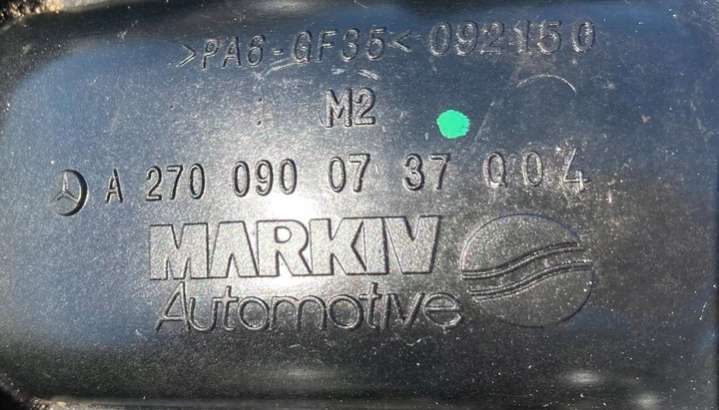 >PA6-GF35< 092150
M2
A 270 090 07 37 Q04
MARKIV
Automotive